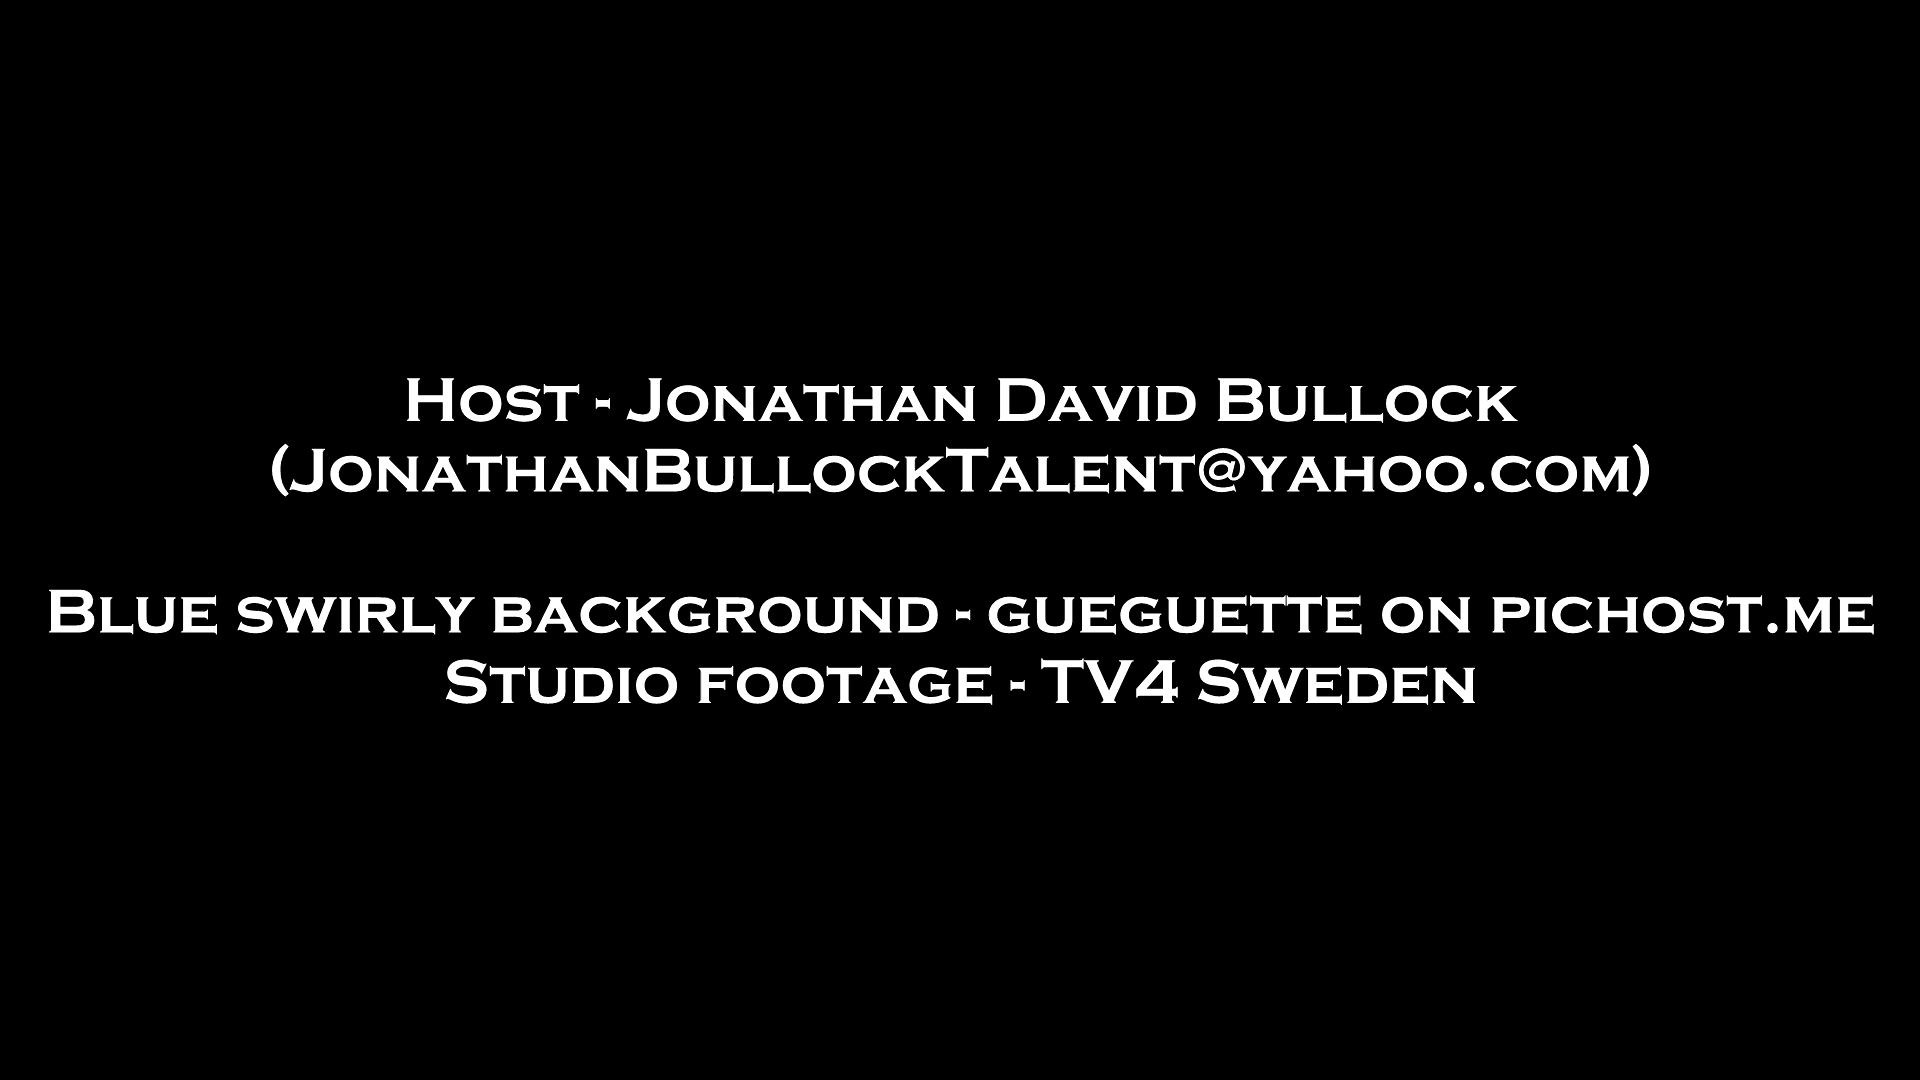 Host - Jonathan David Bullock
(JonathanBullockTalent@yahoo.com)
Blue swirly background - gueguette on pichost.me
Studio footage - TV4 Sweden